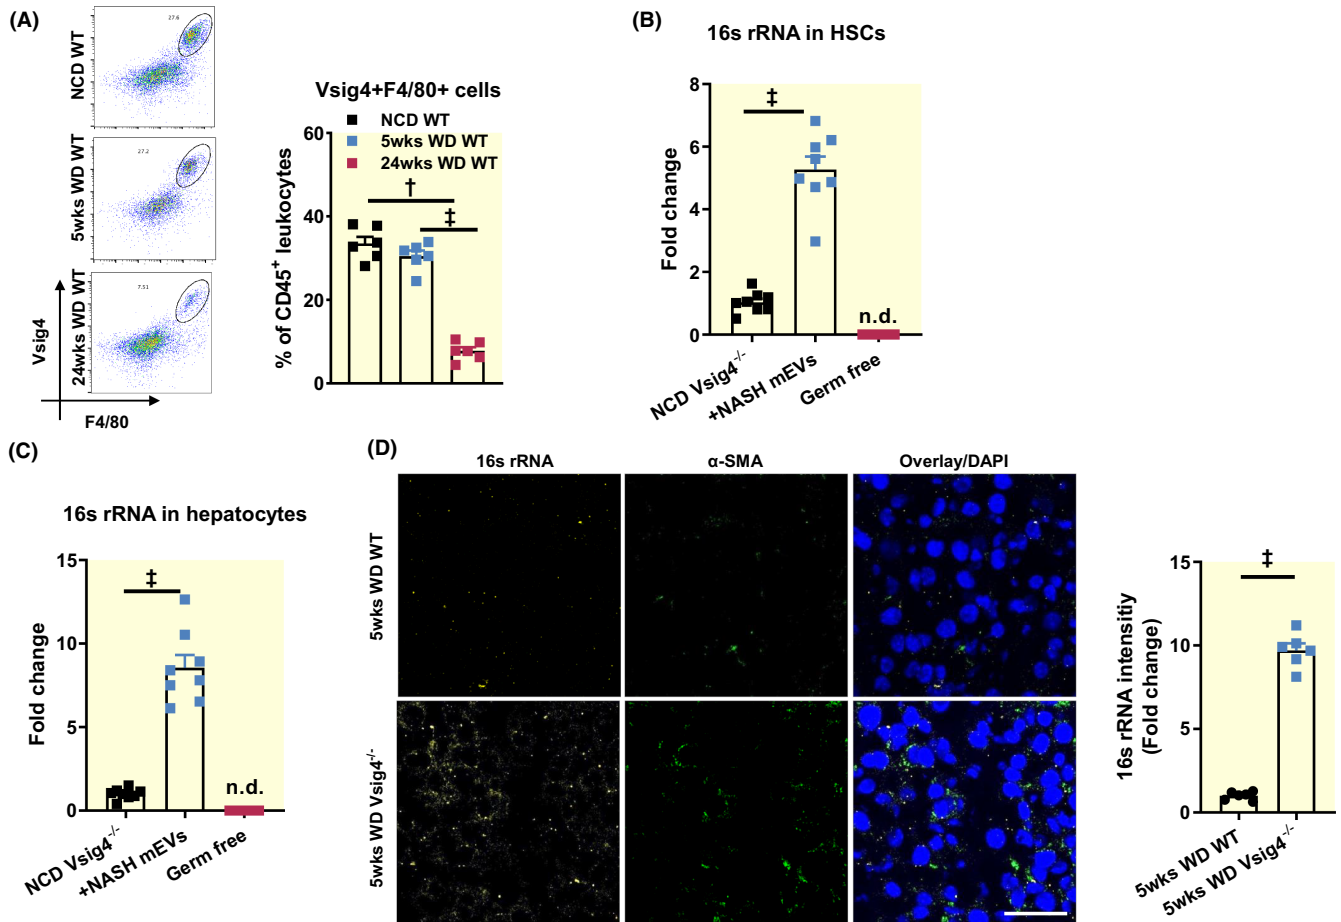 (A)
NCD WT
27.6
5wks WD WT
27.2
24wks WD WT
7.51
Vsig4
F4/80
Vsig4+F4/80+ cells
NCD WT
5wks WD WT
24wks WD WT
% of CD45⁺ leukocytes
60
40
20
0
†
‡
(B)
16s rRNA in HSCs
Fold change
8
6
4
2
0
‡
n.d.
NCD Vsig4⁻/⁻
+NASH mEVs
Germ free
(C)
16s rRNA in hepatocytes
Fold change
15
10
5
0
‡
n.d.
NCD Vsig4⁻/⁻
+NASH mEVs
Germ free
(D)
16s rRNA
α-SMA
Overlay/DAPI
5wks WD WT
5wks WD Vsig4⁻/⁻
16s rRNA intensitiy
(Fold change)
15
10
5
0
‡
5wks WD WT
5wks WD Vsig4⁻/⁻